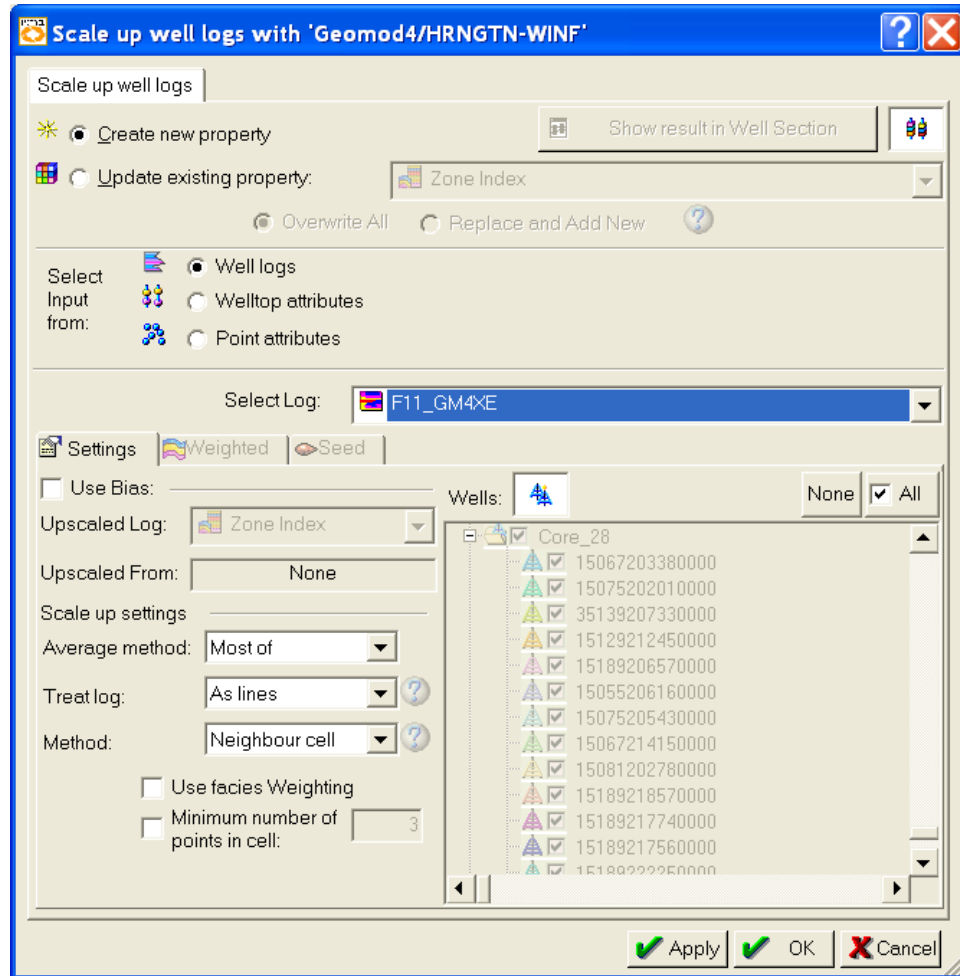 Scale up well logs with 'Geomod4/HRNGTN-WINF'
Scale up well logs
Create new property
Show result in Well Section
Update existing property:
Zone Index
Overwrite All
Replace and Add New
Select Input from:
Well logs
Welltop attributes
Point attributes
Select Log:
F11_GM4XE
Settings
Weighted
Seed
Use Bias:
Wells:
None
All
Upscaled Log:
Zone Index
Upscaled From:
None
Scale up settings
Average method:
Most of
Treat log:
As lines
Method:
Neighbour cell
Use facies Weighting
Minimum number of
points in cell:
3
Core_28
15067203380000
15075202010000
35139207330000
15129212450000
15189206570000
15055206160000
15075205430000
15067214150000
15081202780000
15189218570000
15189217740000
15189217560000
15189222250000
Apply
OK
Cancel